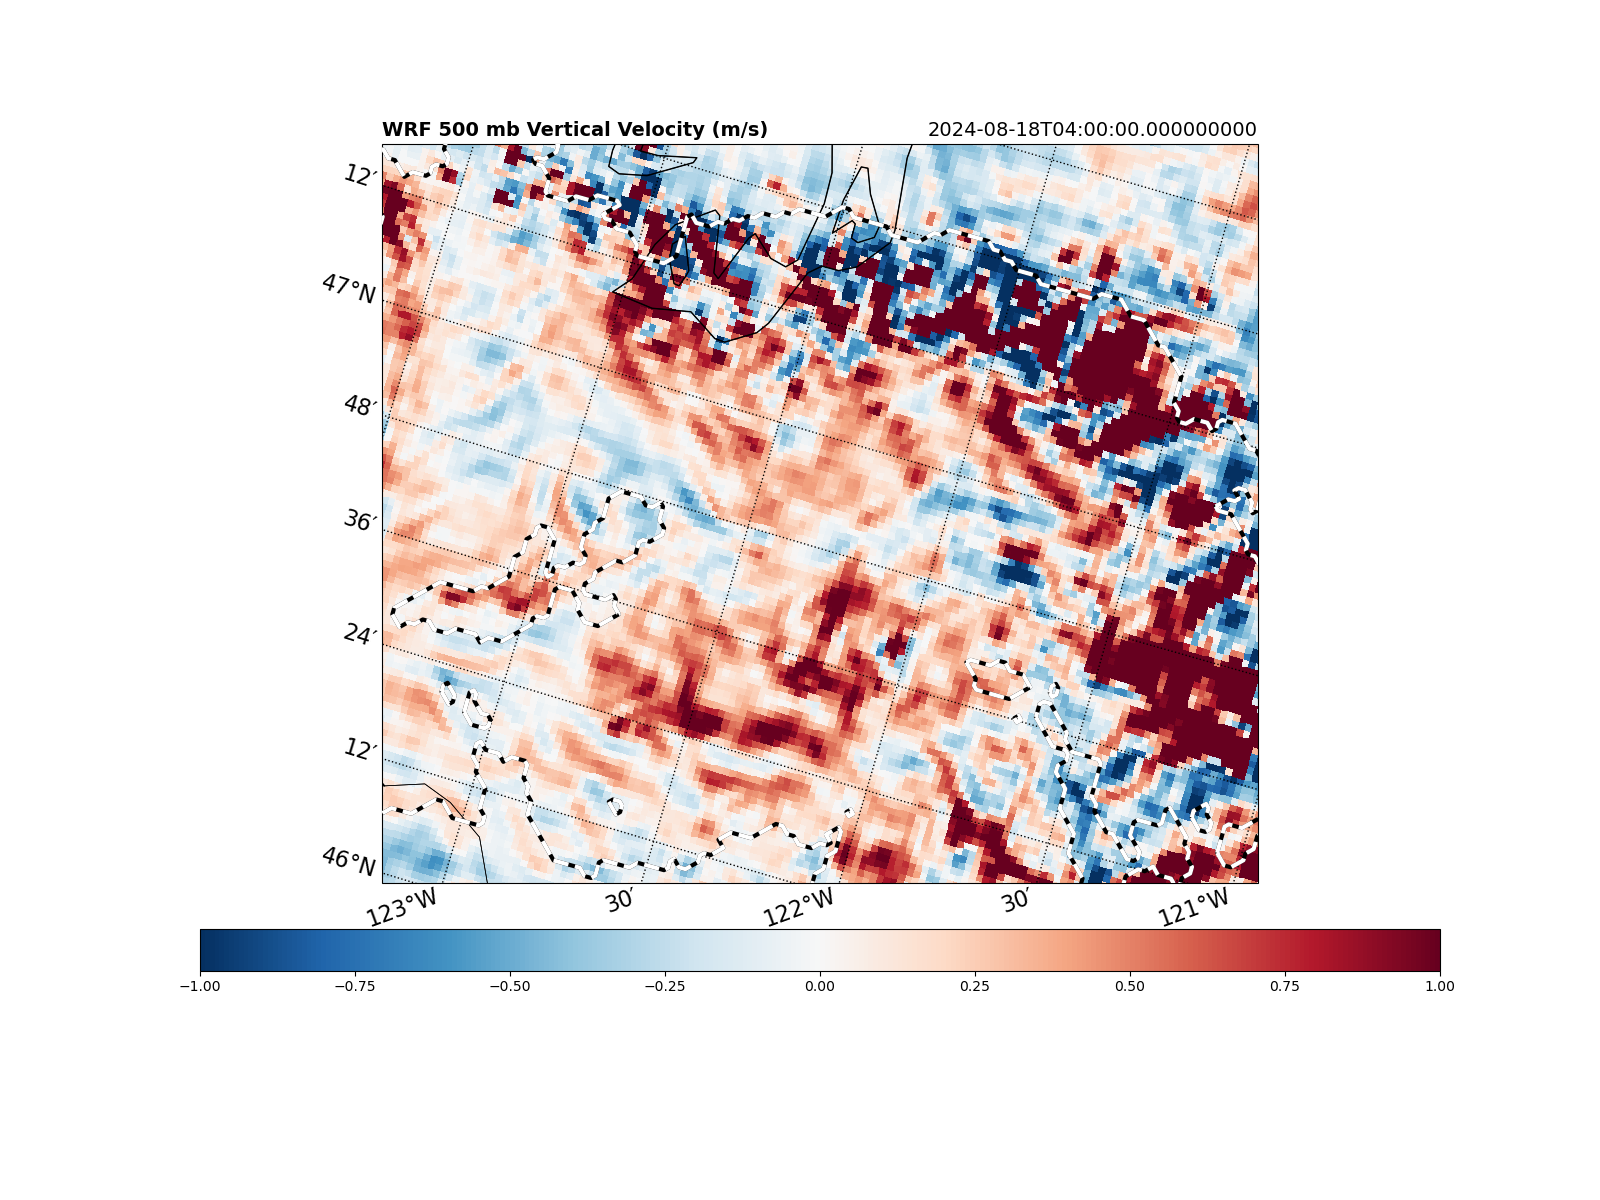 WRF 500 mb Vertical Velocity (m/s) 2024-08-18T04:00:00.000000000
12′
47°N
48′
36′
24′
12′
46°N
123°W 30′ 122°W 30′ 121°W
−1.00 −0.75 −0.50 −0.25 0.00 0.25 0.50 0.75 1.00